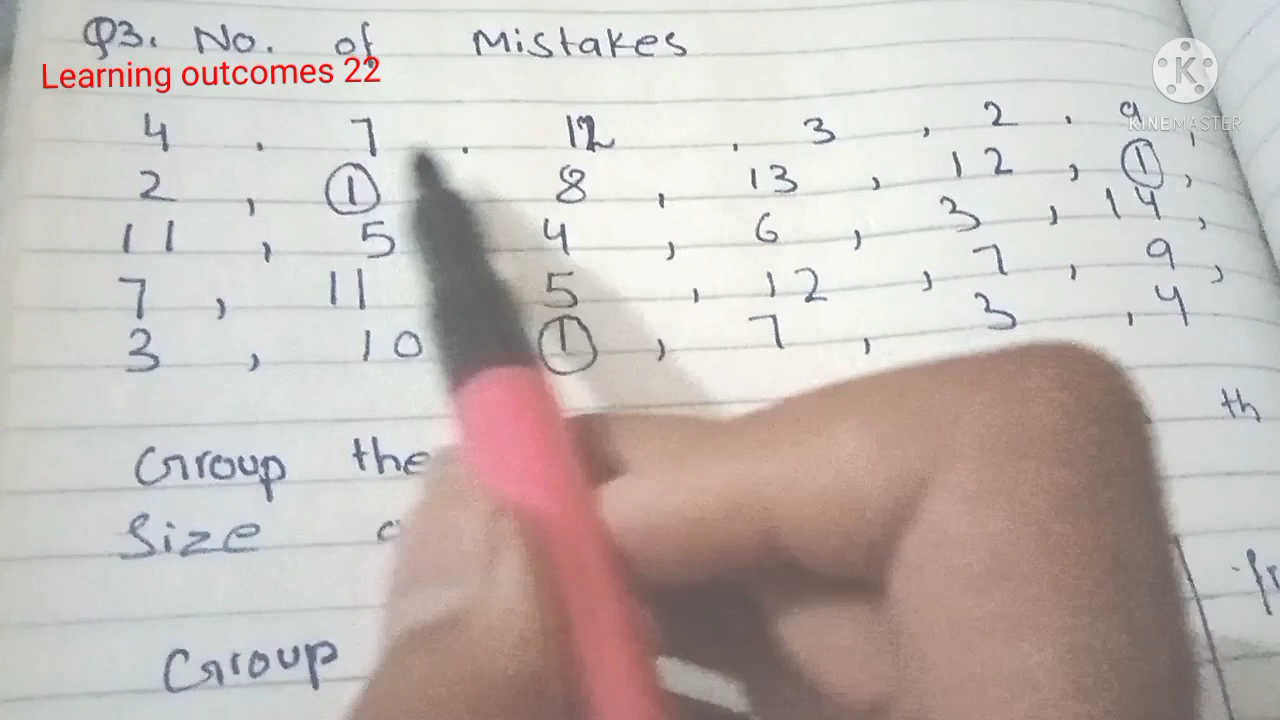 Q3. No. of Mistakes
Learning outcomes 22
K
KINEMASTER
4 . 7 . 12 . 3 , 2 . 9,
2 , 1 8 , 13 , 12 , 1,
11 , 5 4 , 6 , 3 , 14,
7 , 11 5 , 12 , 7 , 9,
3 , 10 1 , 7 , 3 , 4
Group the th
Size
Group